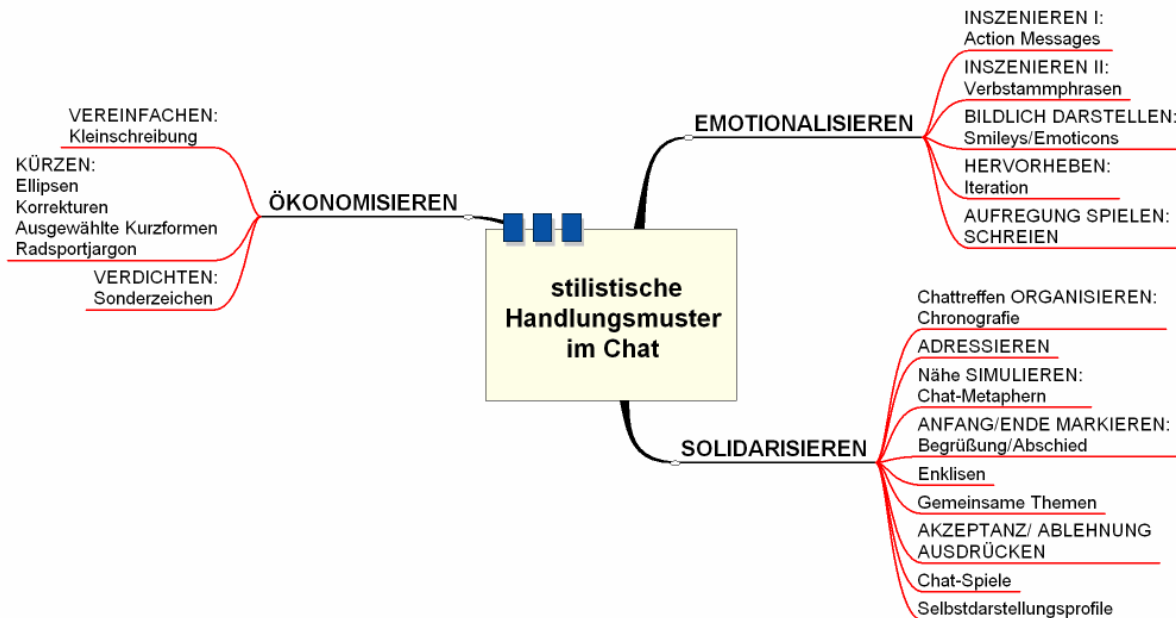 VEREINFACHEN:
Kleinschreibung
KÜRZEN:
Ellipsen
Korrekturen
Ausgewählte Kurzformen
Radsportjargon
VERDICHTEN:
Sonderzeichen
ÖKONOMISIEREN
stilistische
Handlungsmuster
im Chat
EMOTIONALISIEREN
INSZENIEREN I:
Action Messages
INSZENIEREN II:
Verbstammphrasen
BILDLICH DARSTELLEN:
Smileys/Emoticons
HERVORHEBEN:
Iteration
AUFREGUNG SPIELEN:
SCHREIEN
SOLIDARISIEREN
Chattreffen ORGANISIEREN:
Chronografie
ADRESSIEREN
Nähe SIMULIEREN:
Chat-Metaphern
ANFANG/ENDE MARKIEREN:
Begrüßung/Abschied
Enklisen
Gemeinsame Themen
AKZEPTANZ/ ABLEHNUNG
AUSDRÜCKEN
Chat-Spiele
Selbstdarstellungsprofile